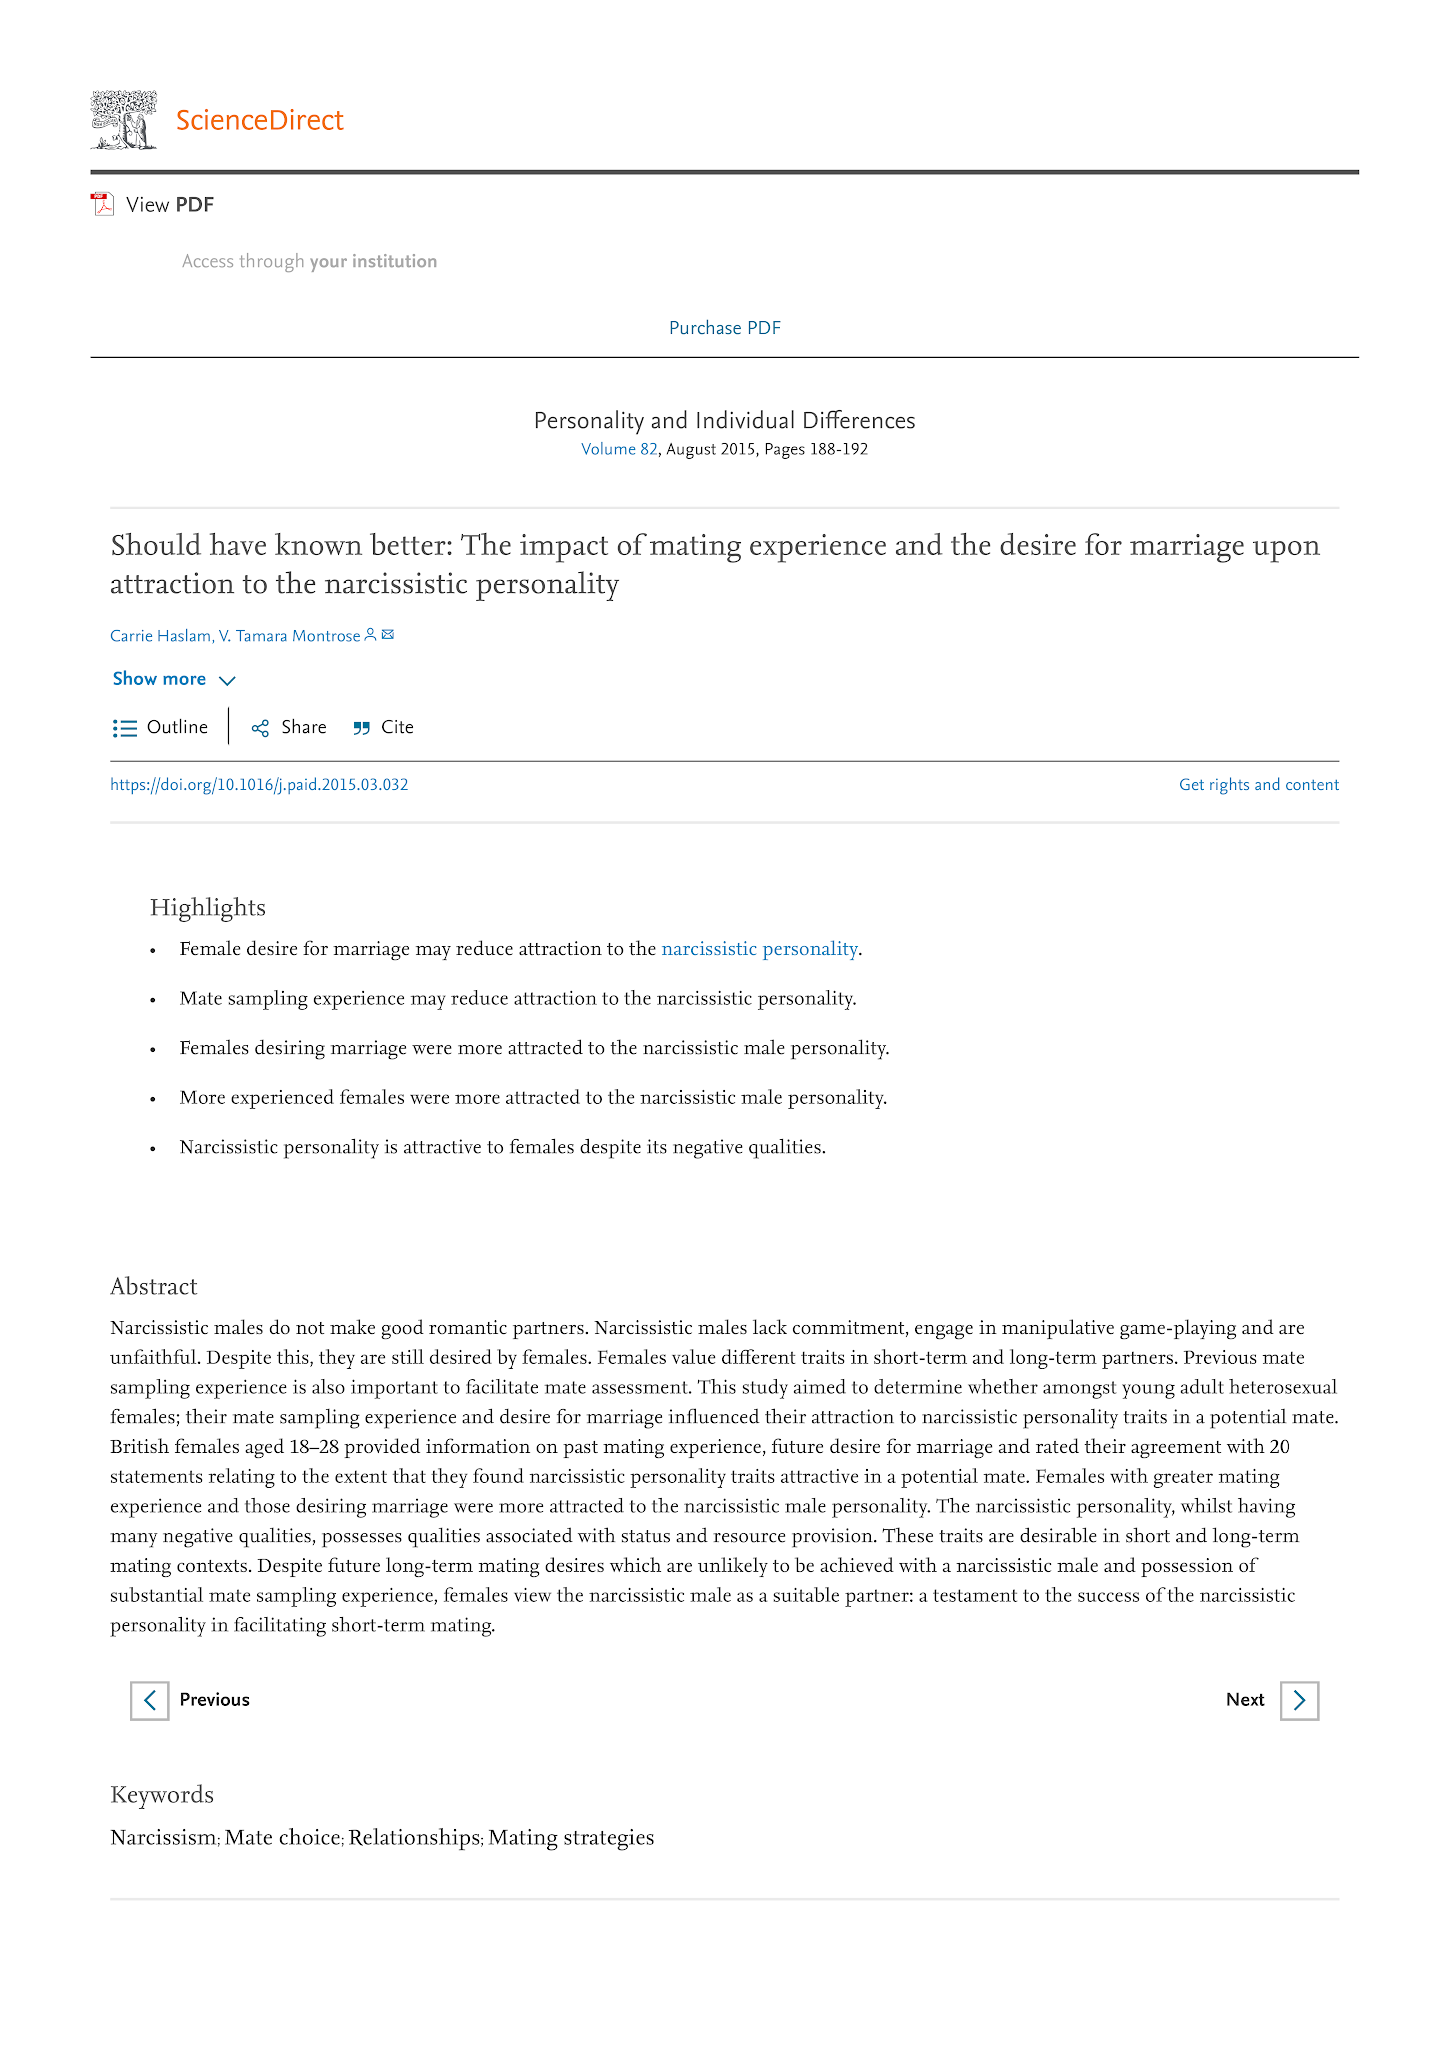 ScienceDirect
View PDF
Access through your institution
Purchase PDF
Personality and Individual Differences
Volume 82, August 2015, Pages 188-192
Should have known better: The impact of mating experience and the desire for marriage upon
attraction to the narcissistic personality
Carrie Haslam, V. Tamara Montrose
Show more
Outline
Share
Cite
https://doi.org/10.1016/j.paid.2015.03.032
Get rights and content
Highlights
• Female desire for marriage may reduce attraction to the narcissistic personality.
• Mate sampling experience may reduce attraction to the narcissistic personality.
• Females desiring marriage were more attracted to the narcissistic male personality.
• More experienced females were more attracted to the narcissistic male personality.
• Narcissistic personality is attractive to females despite its negative qualities.
Abstract
Narcissistic males do not make good romantic partners. Narcissistic males lack commitment, engage in manipulative game-playing and are
unfaithful. Despite this, they are still desired by females. Females value different traits in short-term and long-term partners. Previous mate
sampling experience is also important to facilitate mate assessment. This study aimed to determine whether amongst young adult heterosexual
females; their mate sampling experience and desire for marriage influenced their attraction to narcissistic personality traits in a potential mate.
British females aged 18–28 provided information on past mating experience, future desire for marriage and rated their agreement with 20
statements relating to the extent that they found narcissistic personality traits attractive in a potential mate. Females with greater mating
experience and those desiring marriage were more attracted to the narcissistic male personality. The narcissistic personality, whilst having
many negative qualities, possesses qualities associated with status and resource provision. These traits are desirable in short and long-term
mating contexts. Despite future long-term mating desires which are unlikely to be achieved with a narcissistic male and possession of
substantial mate sampling experience, females view the narcissistic male as a suitable partner: a testament to the success of the narcissistic
personality in facilitating short-term mating.
Previous
Next
Keywords
Narcissism; Mate choice; Relationships; Mating strategies